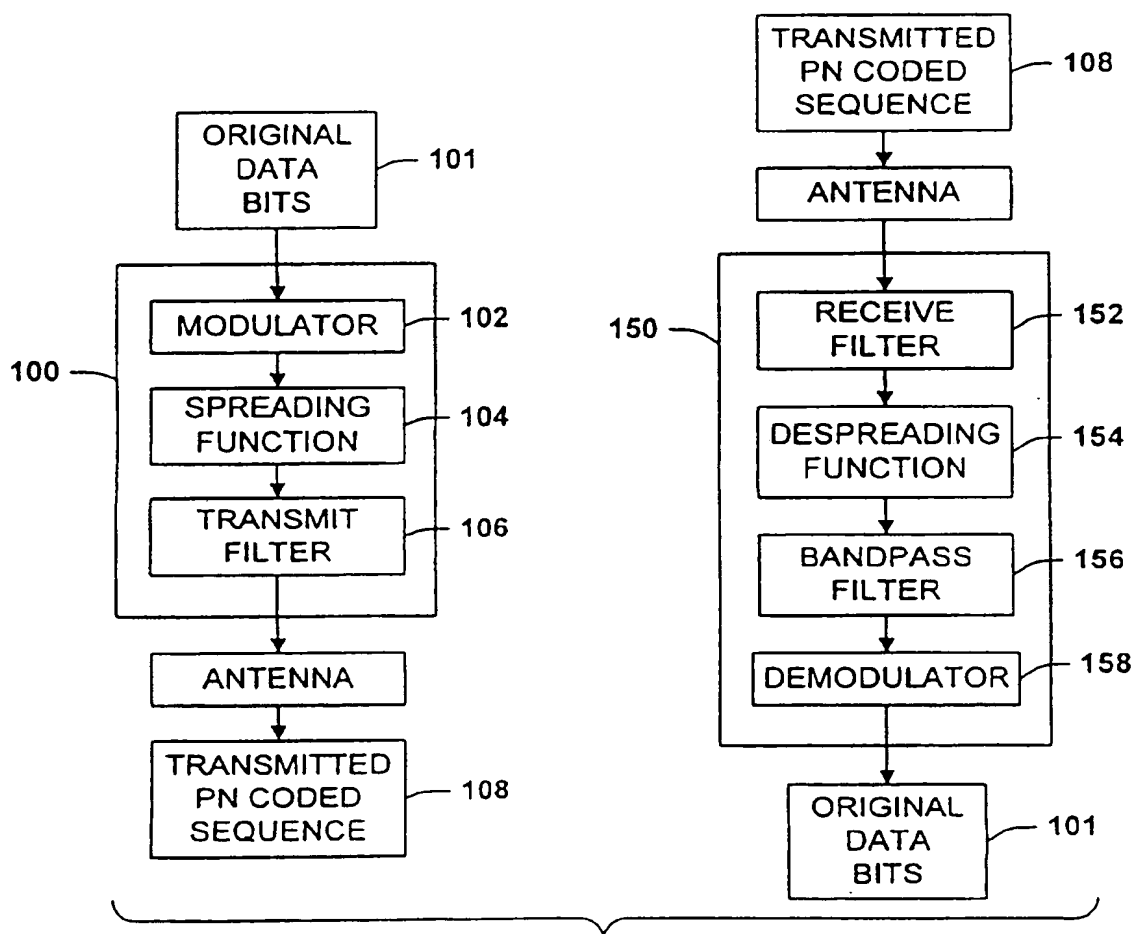 ORIGINAL
DATA
BITS
101
MODULATOR
102
100
SPREADING
FUNCTION
104
TRANSMIT
FILTER
106
ANTENNA
TRANSMITTED
PN CODED
SEQUENCE
108
TRANSMITTED
PN CODED
SEQUENCE
108
ANTENNA
RECEIVE
FILTER
152
150
DESPREADING
FUNCTION
154
BANDPASS
FILTER
156
DEMODULATOR
158
ORIGINAL
DATA
BITS
101